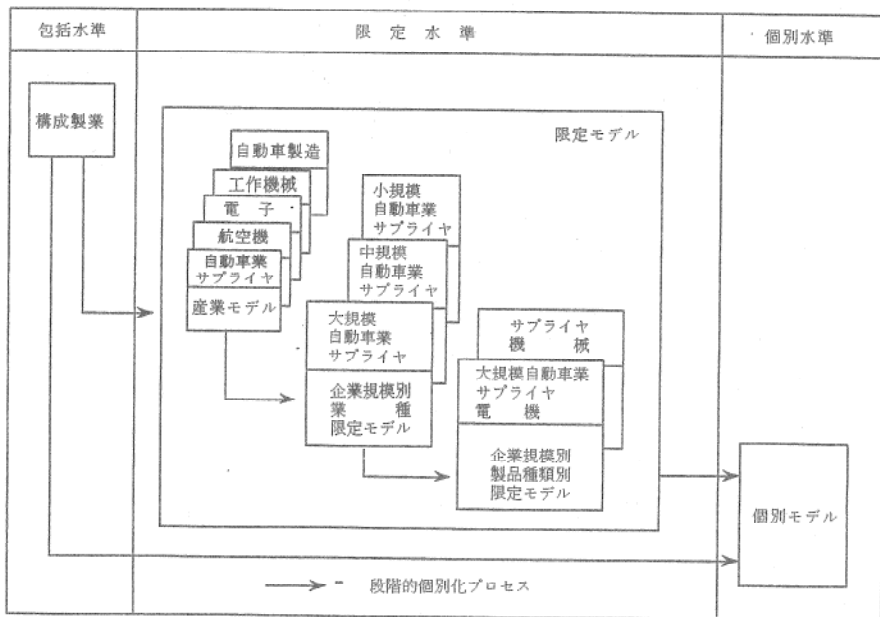 包括水準
限定水準
個別水準
構成製業
限定モデル
自動車製造
工作機械
電子
航空機
自動車業
サプライヤ
産業モデル
小規模
自動車業
サプライヤ
中規模
自動車業
サプライヤ
大規模
自動車業
サプライヤ
企業規模別
業種
限定モデル
サプライヤ
機械
大規模自動車業
サプライヤ
電機
企業規模別
製品種類別
限定モデル
個別モデル
段階的個別化プロセス